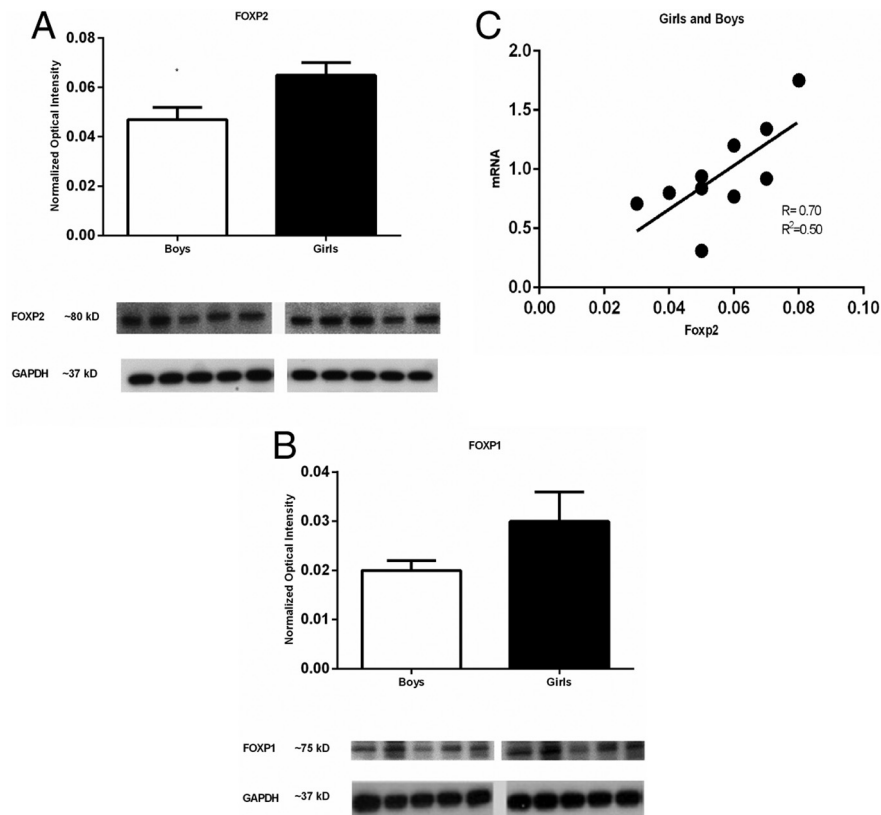 A
FOXP2
Normalized Optical Intensity
0.08
0.06
0.04
0.02
0.00
*
Boys
Girls
FOXP2 ~80 kD
GAPDH ~37 kD
C
Girls and Boys
mRNA
2.0
1.5
1.0
0.5
0.0
R= 0.70
R²=0.50
0.00 0.02 0.04 0.06 0.08 0.10
Foxp2
B
FOXP1
Normalized Optical Intensity
0.04
0.03
0.02
0.01
0.00
Boys
Girls
FOXP1 ~75 kD
GAPDH ~37 kD